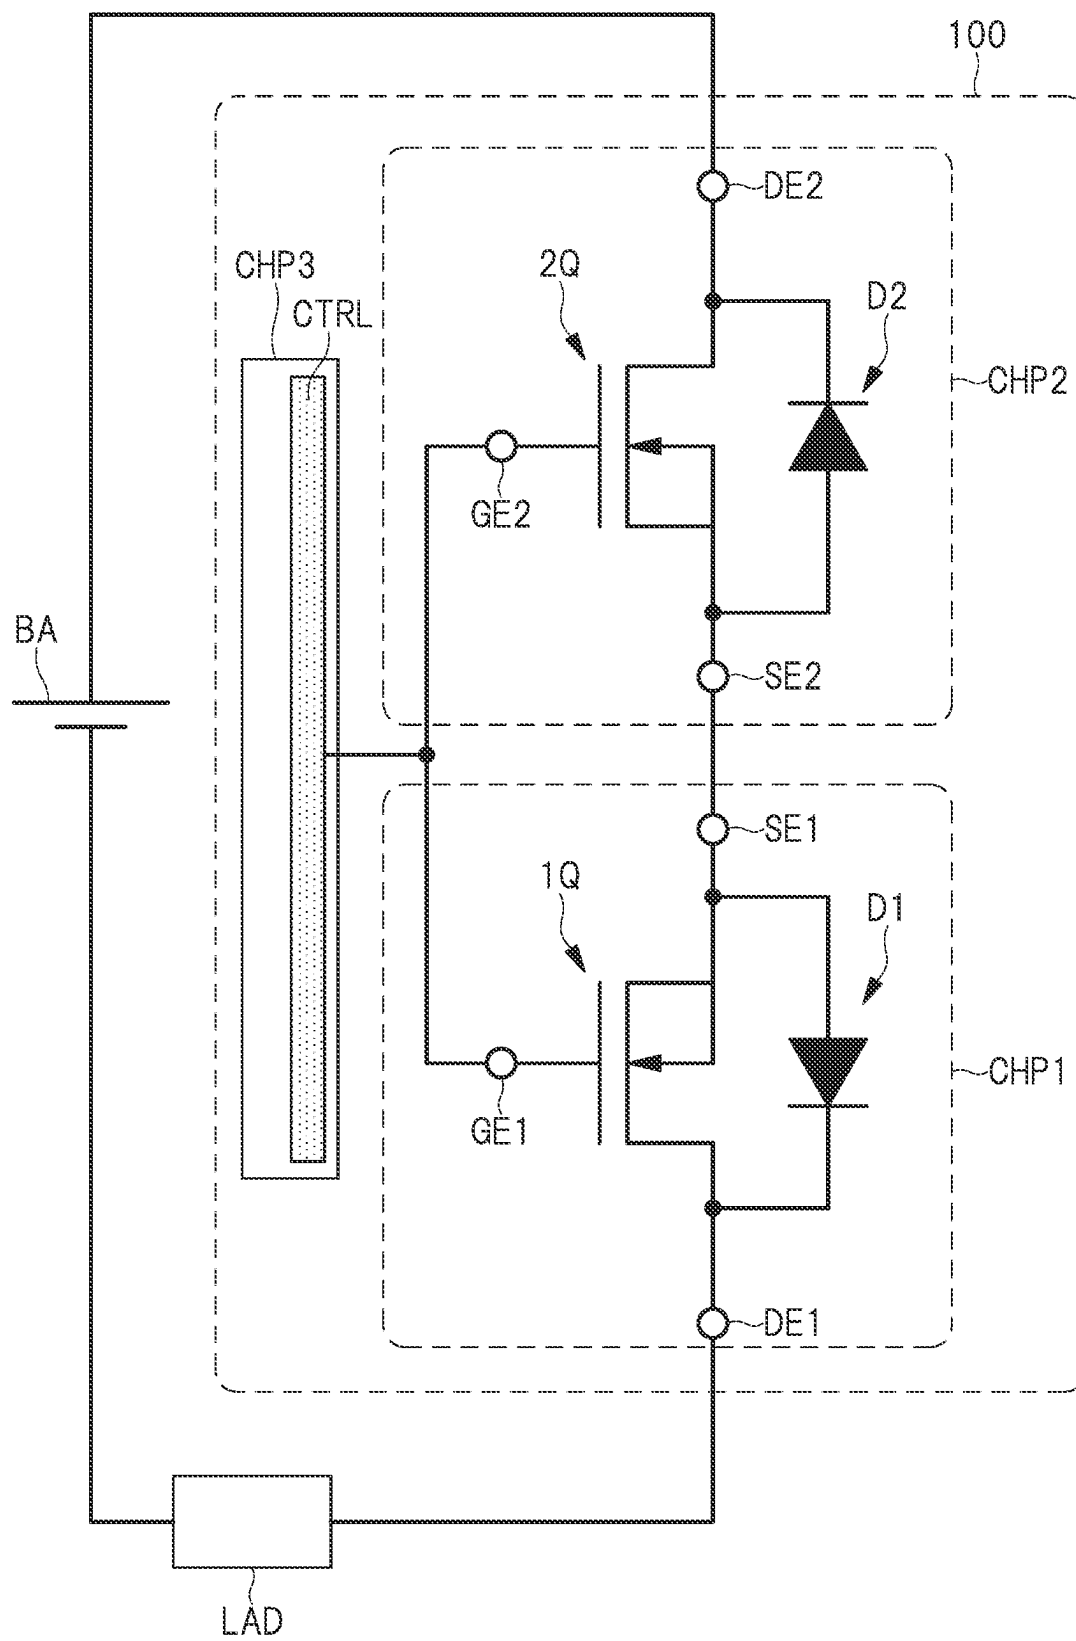 100
DE2
CHP3
2Q
D2
CTRL
CHP2
GE2
BA
SE2
SE1
1Q
D1
CHP1
GE1
DE1
LAD